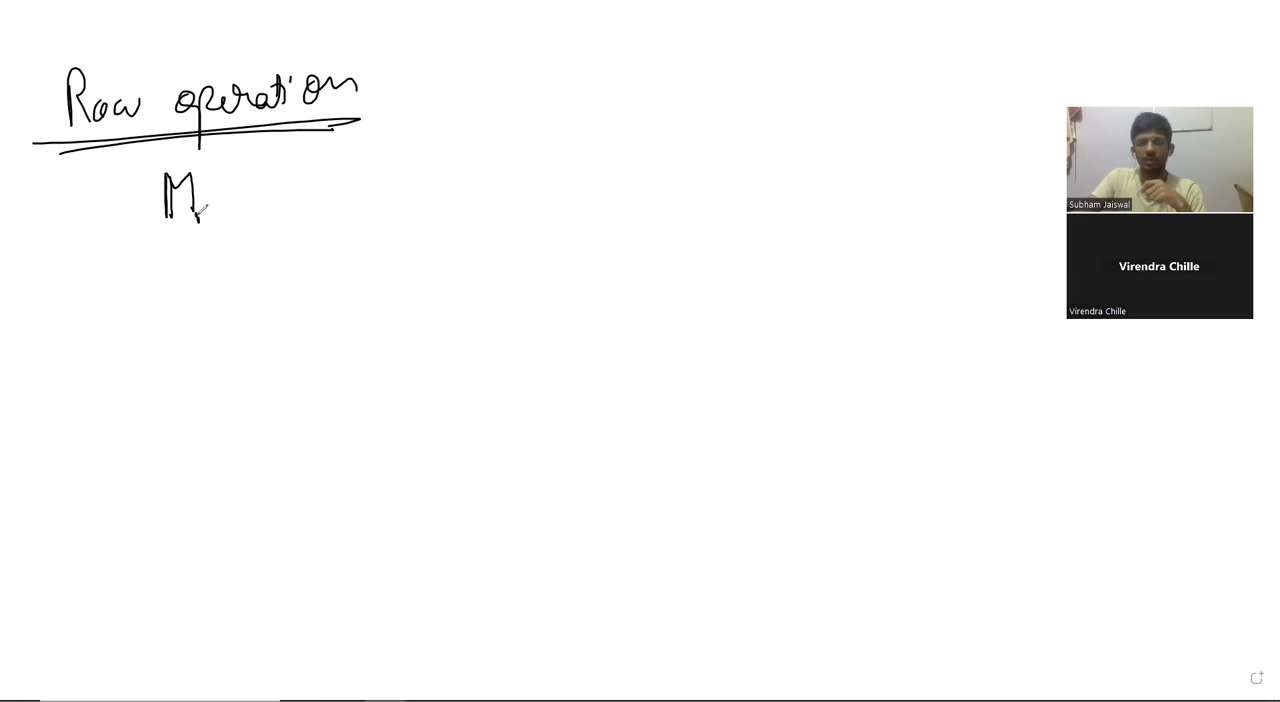 Row operation
M
Subham Jaiswal
Virendra Chille
Virendra Chille